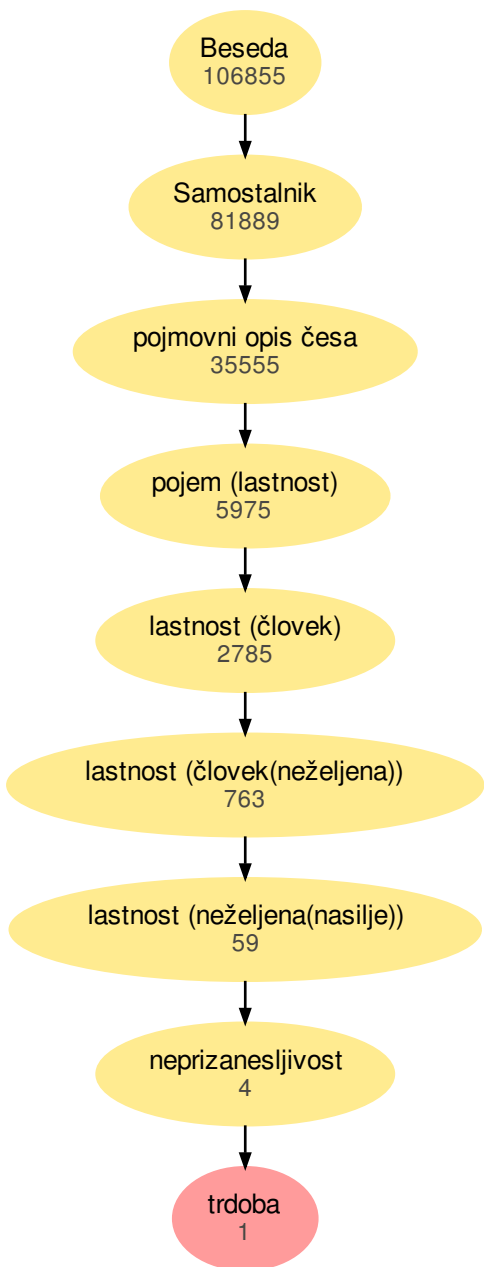 Beseda
106855
Samostalnik
81889
pojmovni opis česa
35555
pojem (lastnost)
5975
lastnost (človek)
2785
lastnost (človek(neželjena))
763
lastnost (neželjena(nasilje))
59
neprizanesljivost
4
trdoba
1